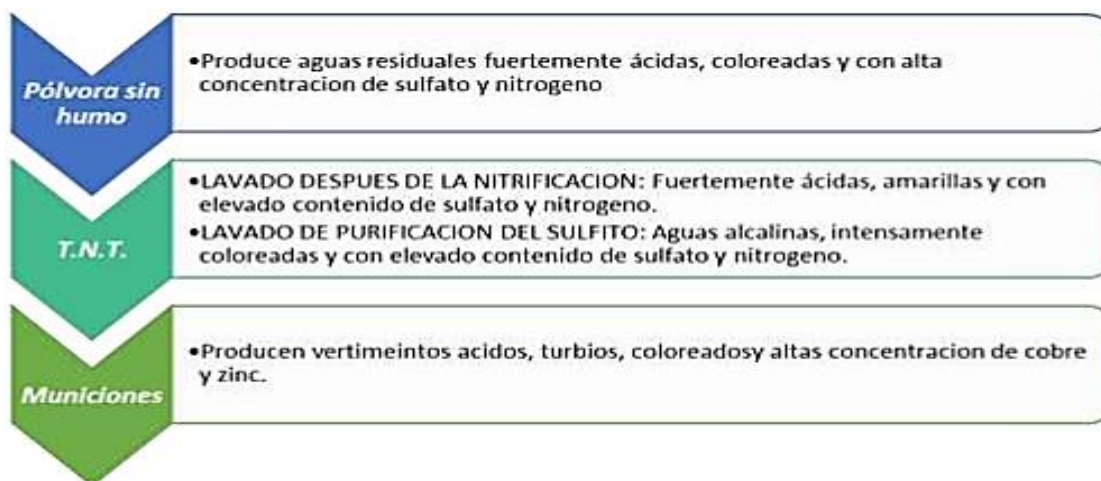 Pólvora sin
humo
•Produce aguas residuales fuertemente ácidas, coloreadas y con alta
concentracion de sulfato y nitrogeno
T.N.T.
•LAVADO DESPUES DE LA NITRIFICACION: Fuertemente ácidas, amarillas y con
elevado contenido de sulfato y nitrogeno.
•LAVADO DE PURIFICACION DEL SULFITO: Aguas alcalinas, intensamente
coloreadas y con elevado contenido de sulfato y nitrogeno.
Municiones
•Producen vertimeintos acidos, turbios, coloreadosy altas concentracion de cobre
y zinc.